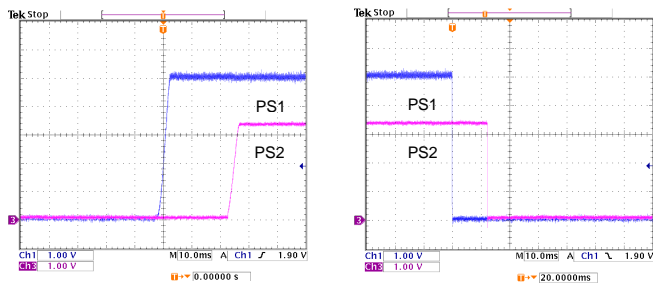 Tek Stop
T
T
PS1
PS2
3
Ch1 1.00 V
M 10.0ms A Ch1 ʃ 1.90 V
Ch3 1.00 V
T→▾ 0.00000 s
Tek Stop
T
T
PS1
PS2
3
Ch1 1.00 V
M 10.0ms A Ch1 ʅ 1.90 V
Ch3 1.00 V
T→▾ 20.0000ms